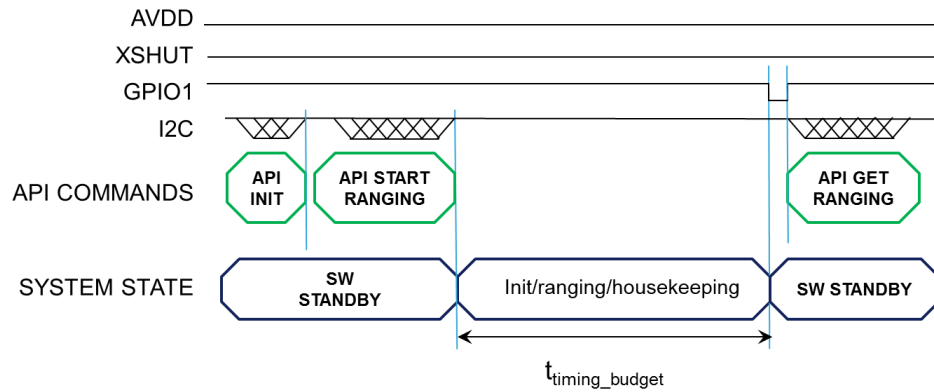 AVDD
XSHUT
GPIO1
I2C
API COMMANDS
API
INIT
API START
RANGING
API GET
RANGING
SYSTEM STATE
SW
STANDBY
Init/ranging/housekeeping
SW STANDBY
ttiming_budget